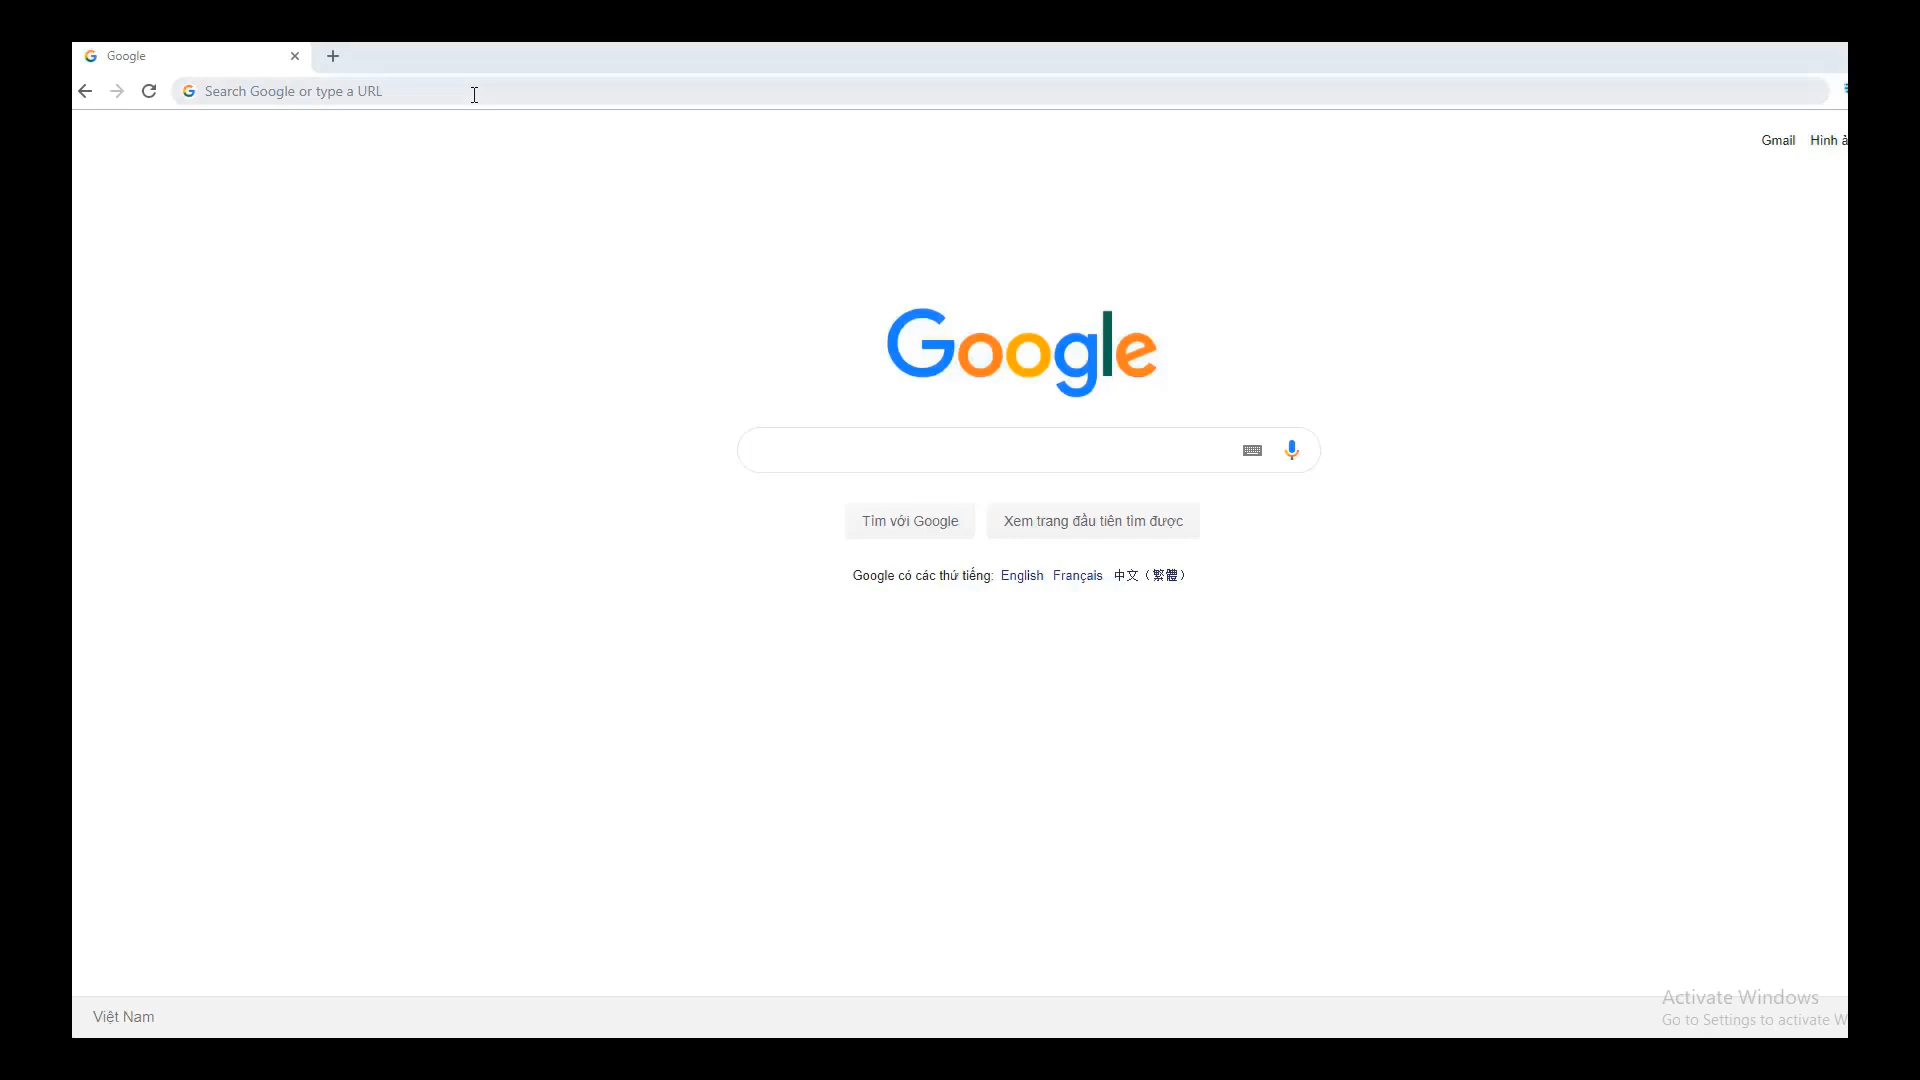 Google
Search Google or type a URL
Gmail Hình ả
Google
Tìm với Google Xem trang đầu tiên tìm được
Google có các thứ tiếng: English Français 中文（繁體）
Activate Windows
Go to Settings to activate W
Việt Nam